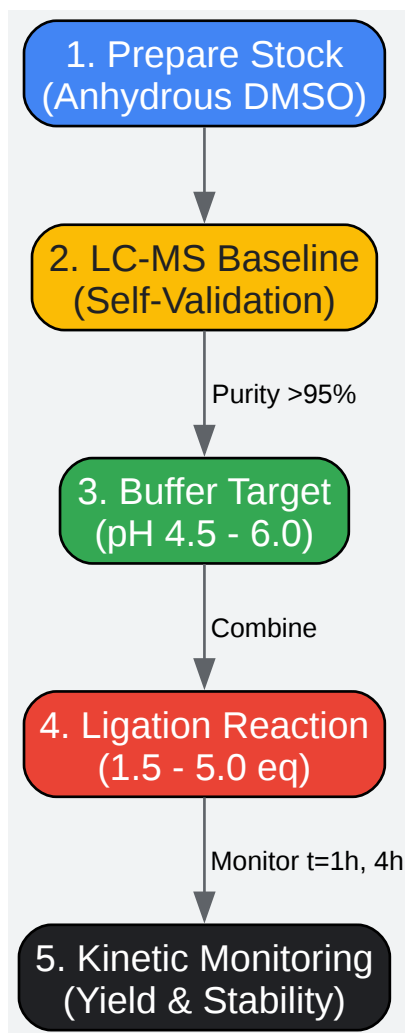 1. Prepare Stock
(Anhydrous DMSO)
2. LC-MS Baseline
(Self-Validation)
Purity >95%
3. Buffer Target
(pH 4.5 - 6.0)
Combine
4. Ligation Reaction
(1.5 - 5.0 eq)
Monitor t=1h, 4h
5. Kinetic Monitoring
(Yield & Stability)